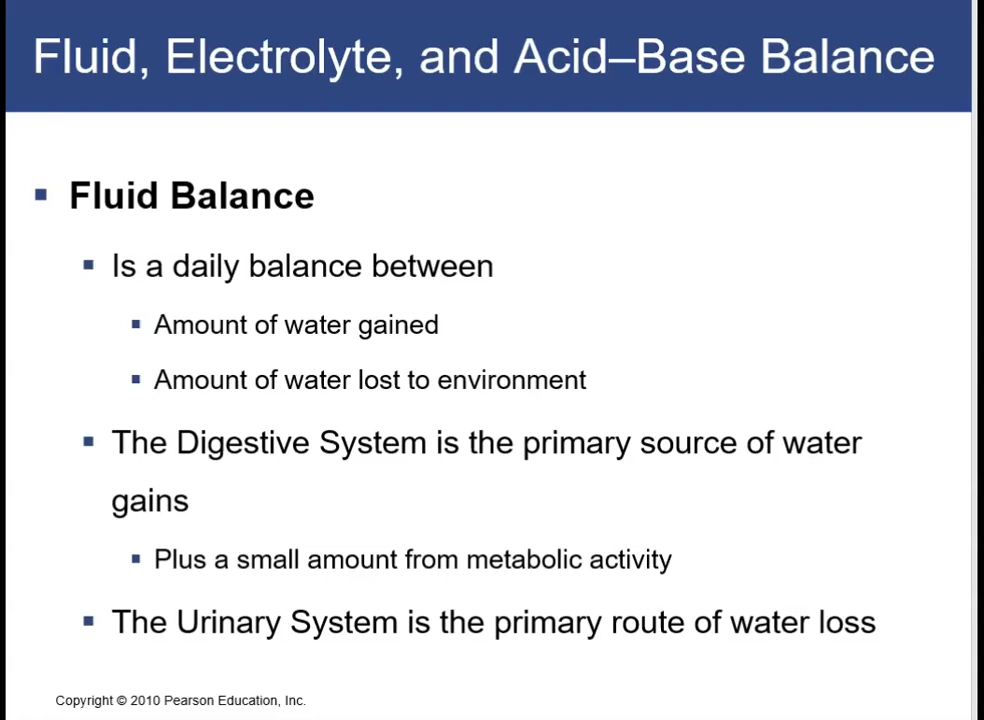 Fluid, Electrolyte, and Acid–Base Balance
▪ Fluid Balance
▪ Is a daily balance between
▪ Amount of water gained
▪ Amount of water lost to environment
▪ The Digestive System is the primary source of water
gains
▪ Plus a small amount from metabolic activity
▪ The Urinary System is the primary route of water loss
Copyright © 2010 Pearson Education, Inc.